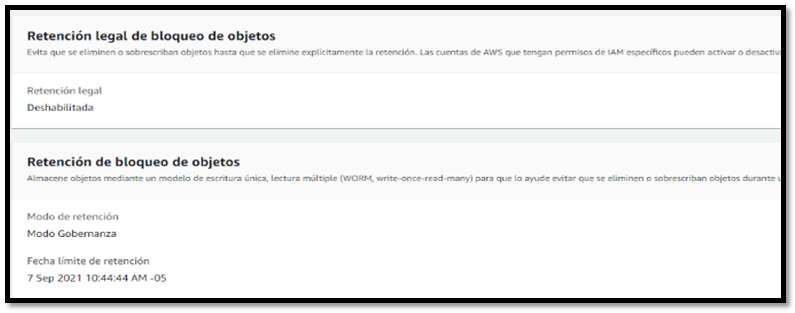 Retención legal de bloqueo de objetos
Evita que se eliminen o sobrescriban objetos hasta que se elimine explícitamente la retención. Las cuentas de AWS que tengan permisos de IAM específicos pueden activar o desactiva
Retención legal
Deshabilitada
Retención de bloqueo de objetos
Almacene objetos mediante un modelo de escritura única, lectura múltiple (WORM, write-once-read-many) para que lo ayude evitar que se eliminen o sobrescriban objetos durante u
Modo de retención
Modo Gobernanza
Fecha límite de retención
7 Sep 2021 10:44:44 AM -05